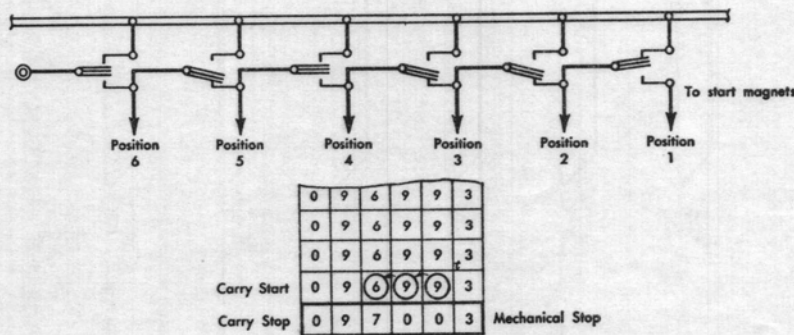 To start magnets
Position 6 Position 5 Position 4 Position 3 Position 2 Position 1
0 9 6 9 9 3
0 9 6 9 9 3
0 9 6 9 9 3
Carry Start 0 9 6 9 9 3
Carry Stop 0 9 7 0 0 3 Mechanical Stop